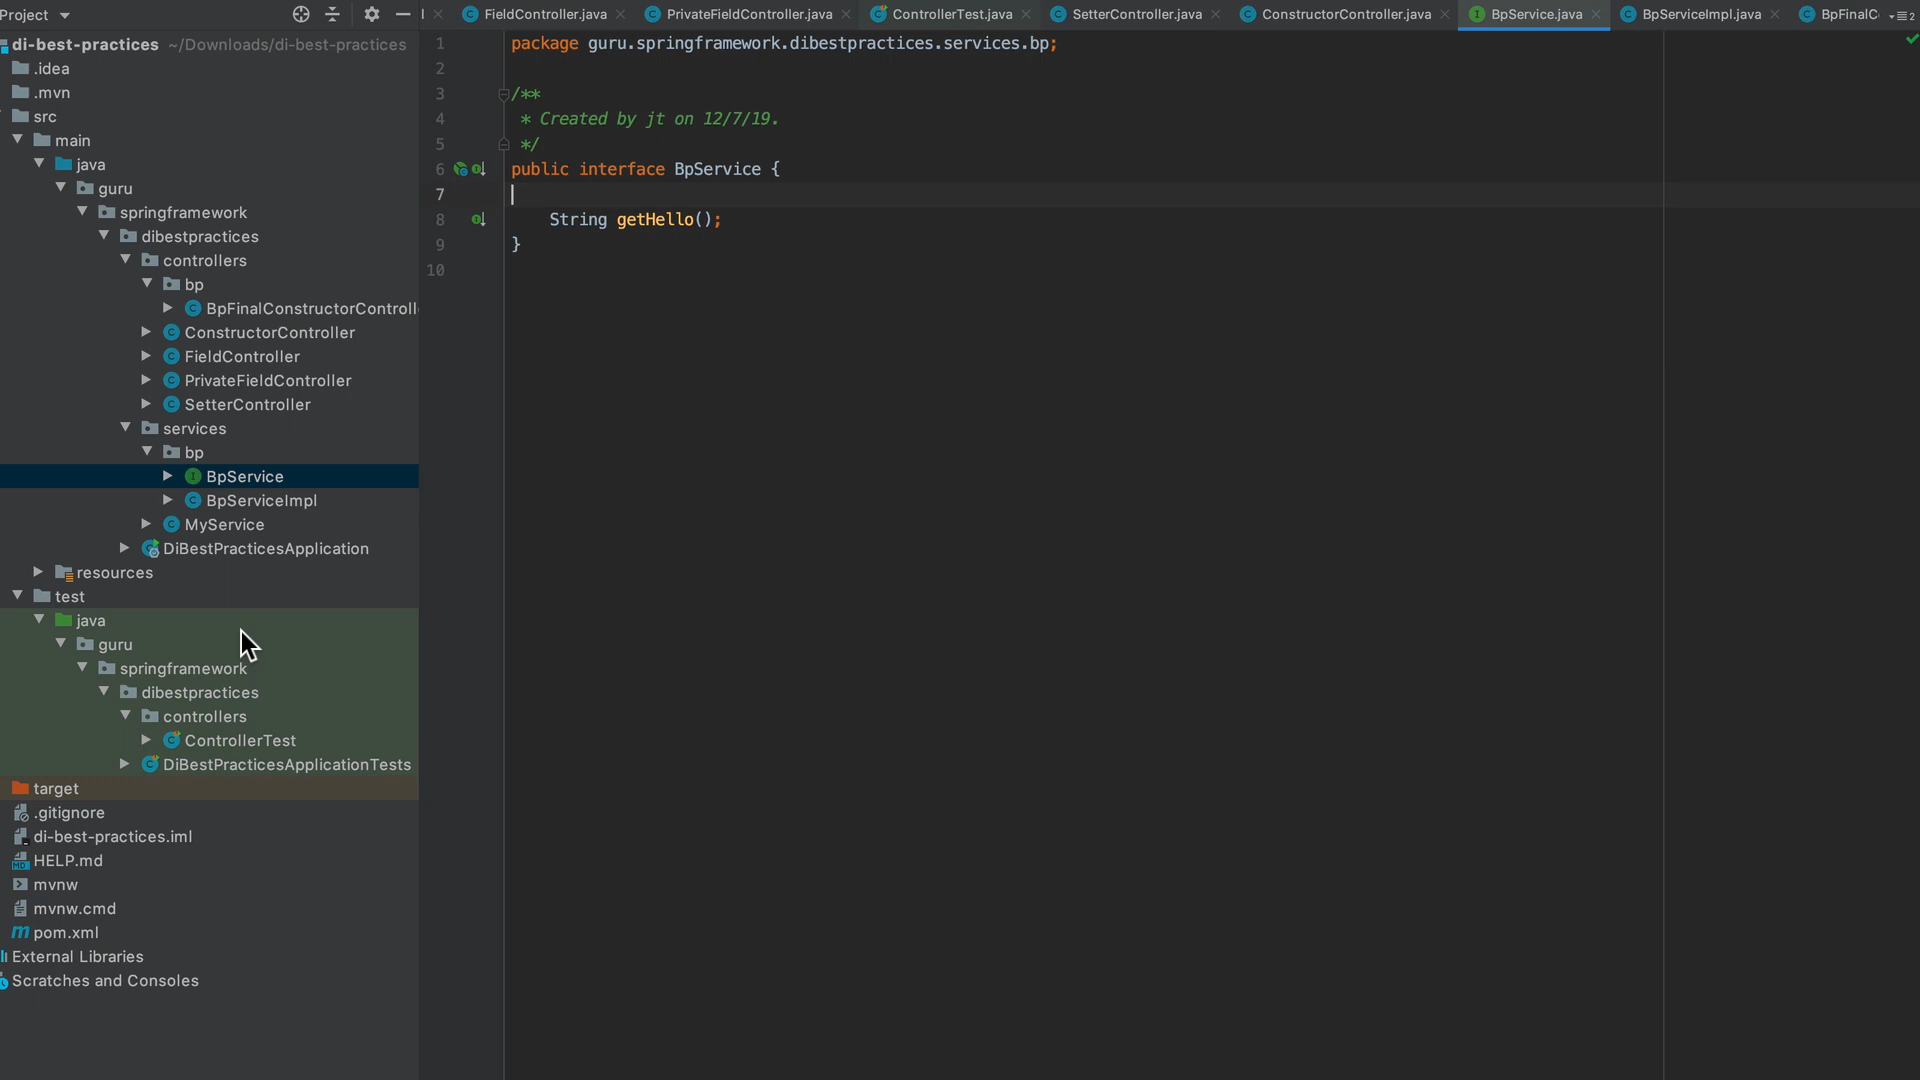 Project
FieldController.java
PrivateFieldController.java
ControllerTest.java
SetterController.java
ConstructorController.java
BpService.java
BpServiceImpl.java
BpFinalC
2
di-best-practices ~/Downloads/di-best-practices
.idea
.mvn
src
main
java
guru
springframework
dibestpractices
controllers
bp
BpFinalConstructorControll
ConstructorController
FieldController
PrivateFieldController
SetterController
services
bp
BpService
BpServiceImpl
MyService
DiBestPracticesApplication
resources
test
java
guru
springframework
dibestpractices
controllers
ControllerTest
DiBestPracticesApplicationTests
target
.gitignore
di-best-practices.iml
HELP.md
mvnw
mvnw.cmd
pom.xml
External Libraries
Scratches and Consoles
1 package guru.springframework.dibestpractices.services.bp;
2
3 /**
4 * Created by jt on 12/7/19.
5 */
6 public interface BpService {
7
8 String getHello();
9 }
10